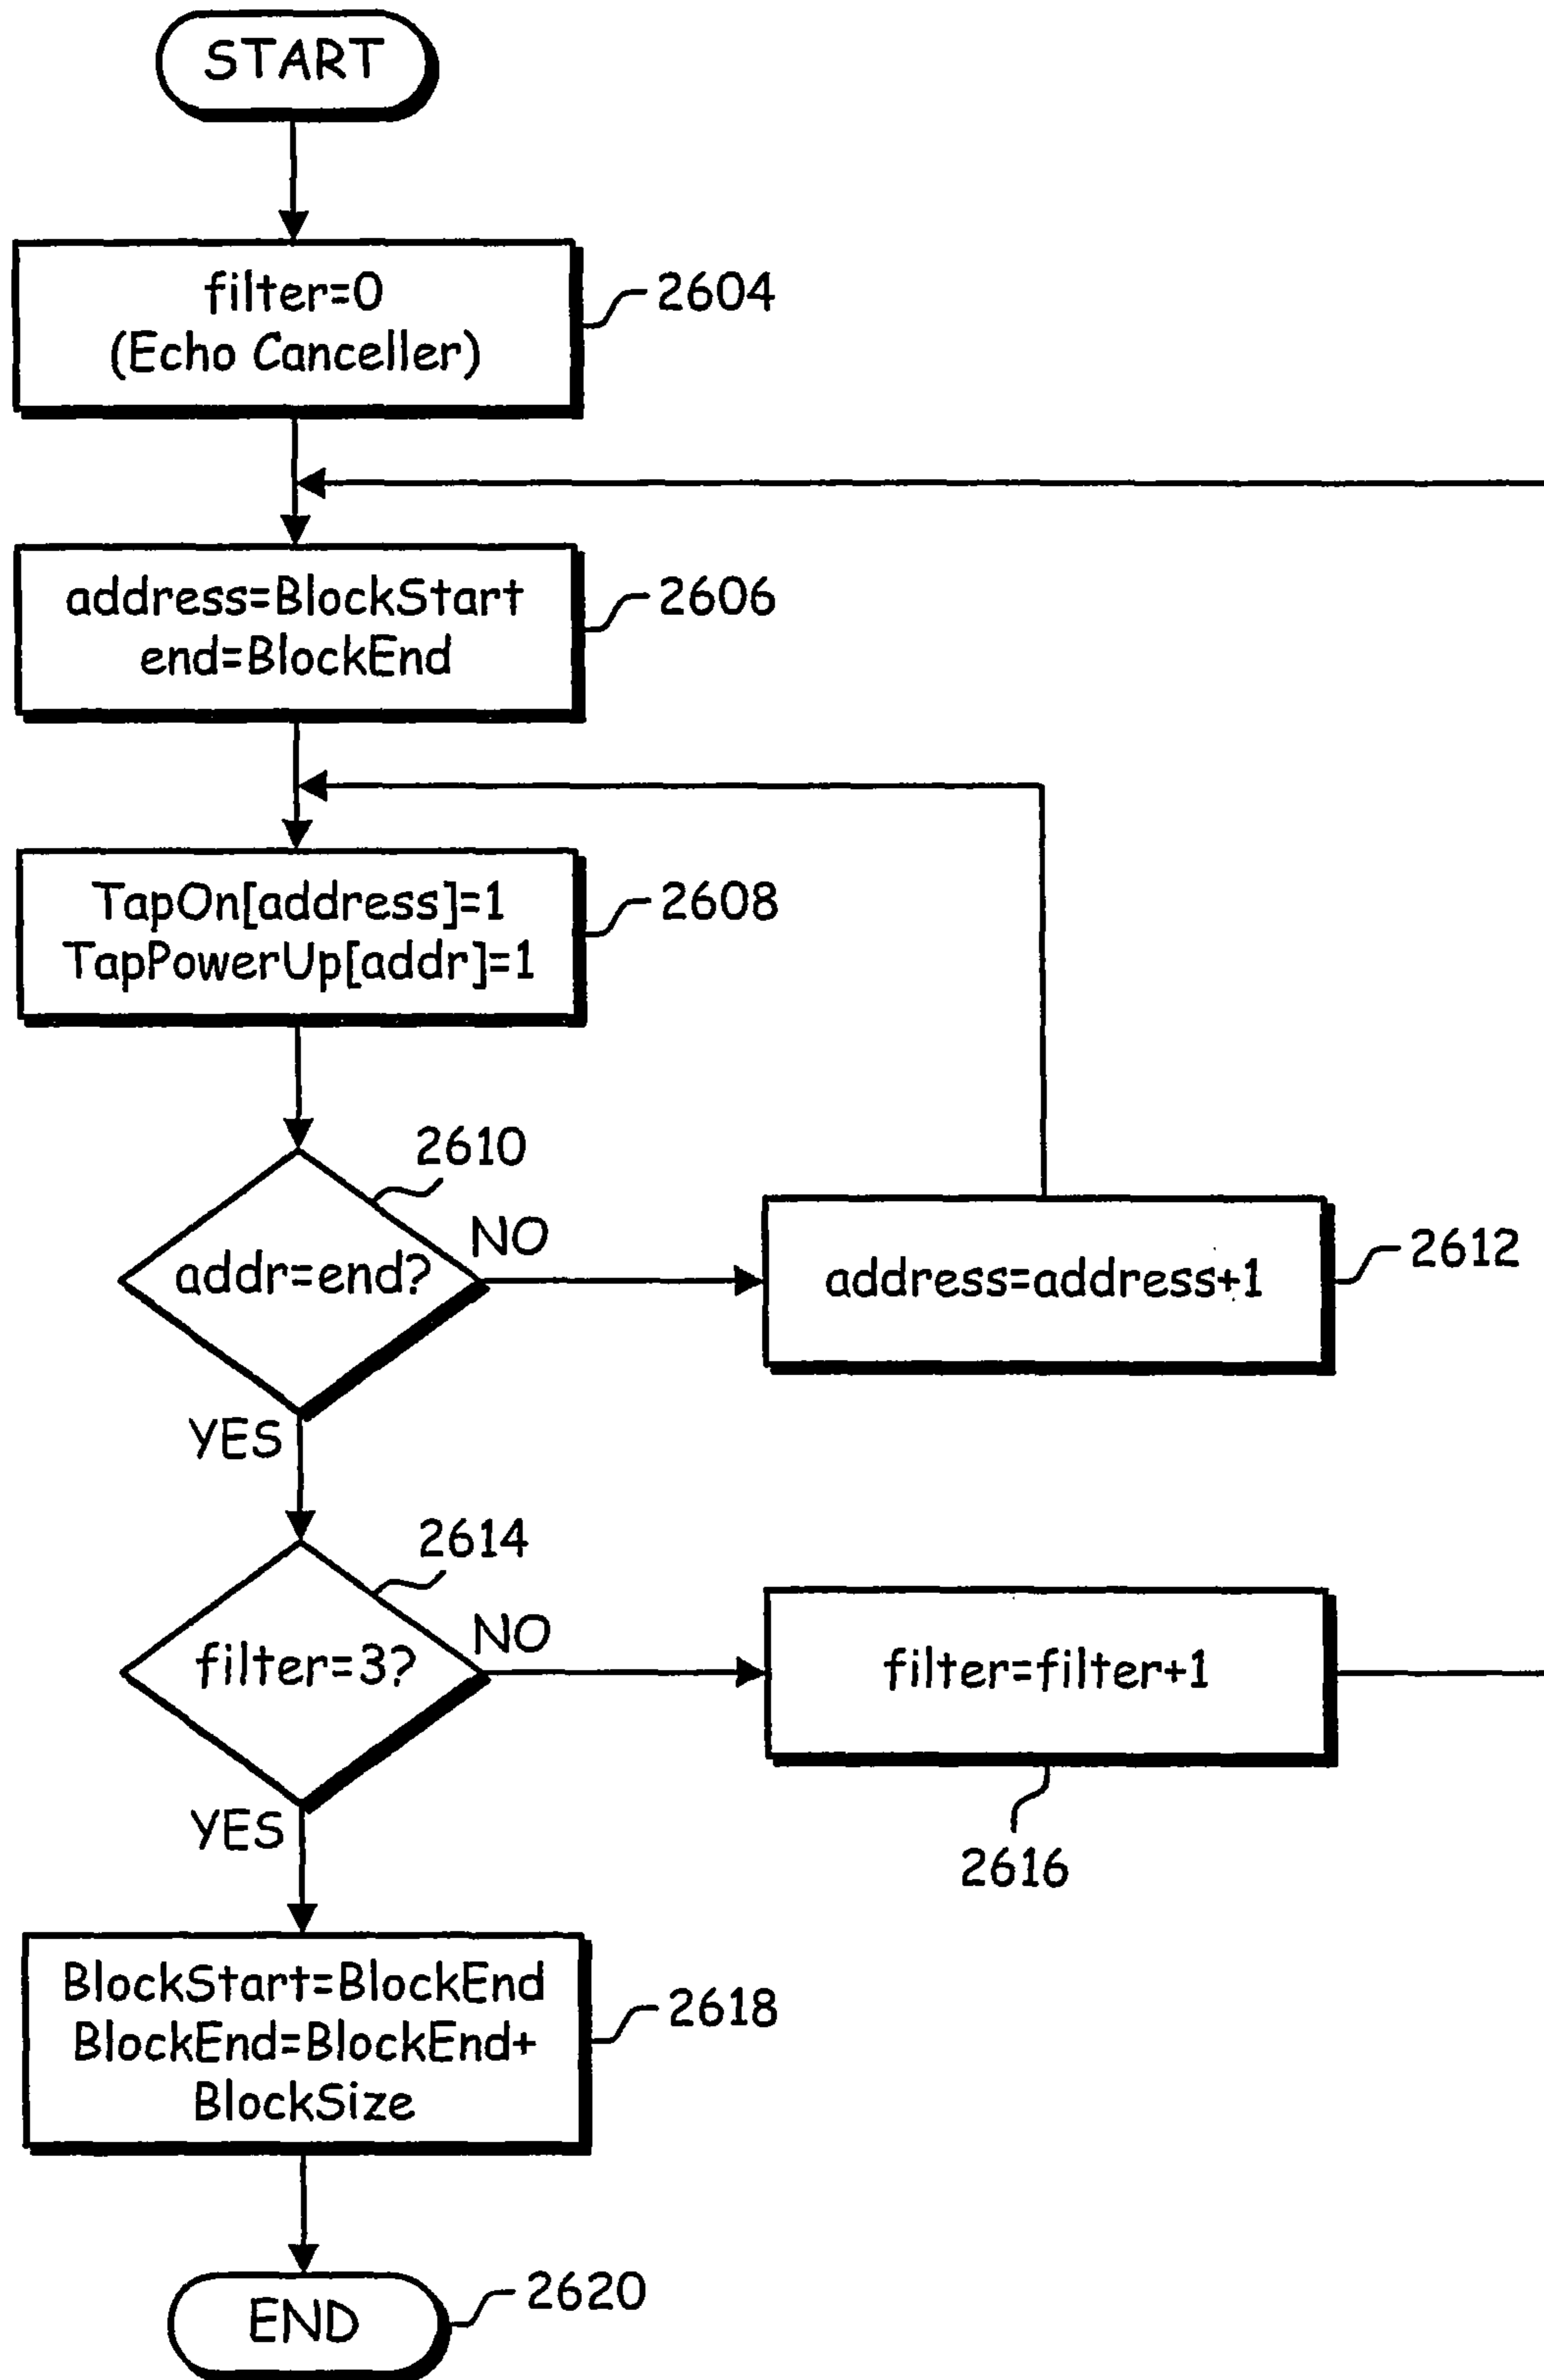 START
filter=0
(Echo Canceller)
2604
address=BlockStart
end=BlockEnd
2606
TapOn[address]=1
TapPowerUp[addr]=1
2608
2610
addr=end?
NO
address=address+1
2612
YES
2614
filter=3?
NO
filter=filter+1
2616
YES
BlockStart=BlockEnd
BlockEnd=BlockEnd+
BlockSize
2618
END
2620